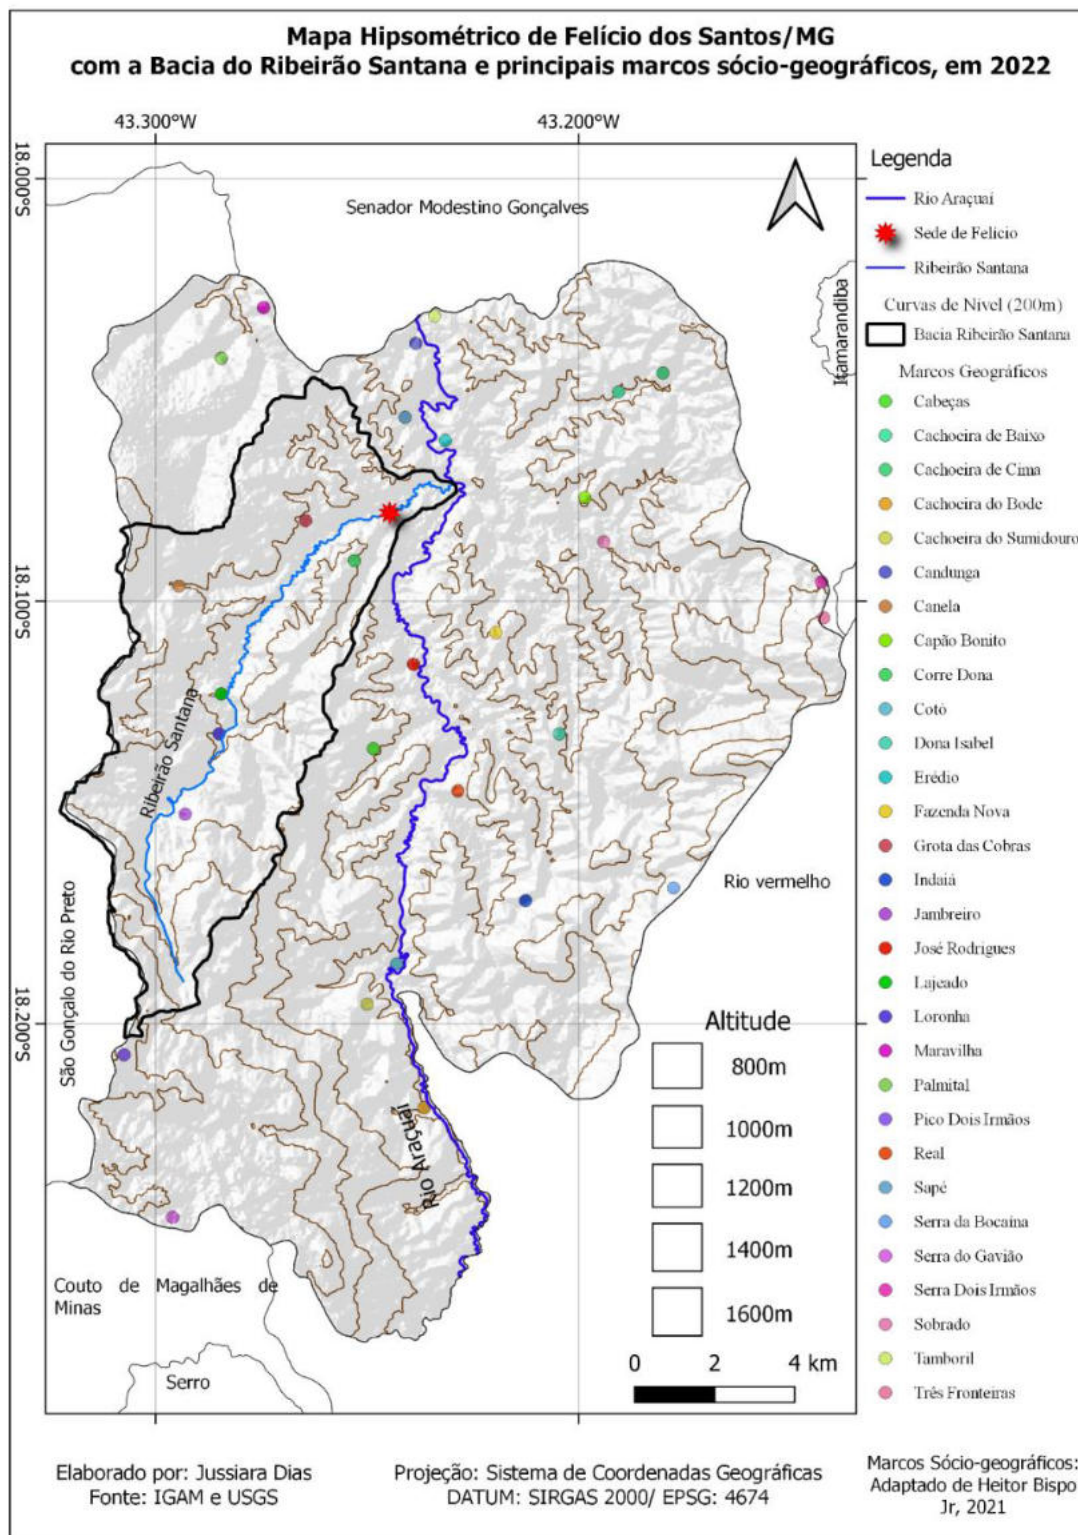 Mapa Hipsométrico de Felício dos Santos/MG
com a Bacia do Ribeirão Santana e principais marcos sócio-geográficos, em 2022
43.300°W
43.200°W
18.000°S
18.100°S
18.200°S
Senador Modestino Gonçalves
Itamarandiba
Ribeirão Santana
São Gonçalo do Rio Preto
Rio vermelho
Rio Araçuaí
Couto de Magalhães de
Minas
Serro
Altitude
800m
1000m
1200m
1400m
1600m
0 2 4 km
Legenda
Rio Araçuaí
Sede de Felício
Ribeirão Santana
Curvas de Nível (200m)
Bacia Ribeirão Santana
Marcos Geográficos
Cabeças
Cachoeira de Baixo
Cachoeira de Cima
Cachoeira do Bode
Cachoeira do Sumidouro
Candunga
Canela
Capão Bonito
Corre Dona
Cotó
Dona Isabel
Erédio
Fazenda Nova
Grota das Cobras
Indaiá
Jambreiro
José Rodrigues
Lajeado
Loronha
Maravilha
Palmital
Pico Dois Irmãos
Real
Sapé
Serra da Bocaina
Serra do Gavião
Serra Dois Irmãos
Sobrado
Tamboril
Três Fronteiras
Elaborado por: Jussiara Dias
Fonte: IGAM e USGS
Projeção: Sistema de Coordenadas Geográficas
DATUM: SIRGAS 2000/ EPSG: 4674
Marcos Sócio-geográficos:
Adaptado de Heitor Bispo
Jr, 2021